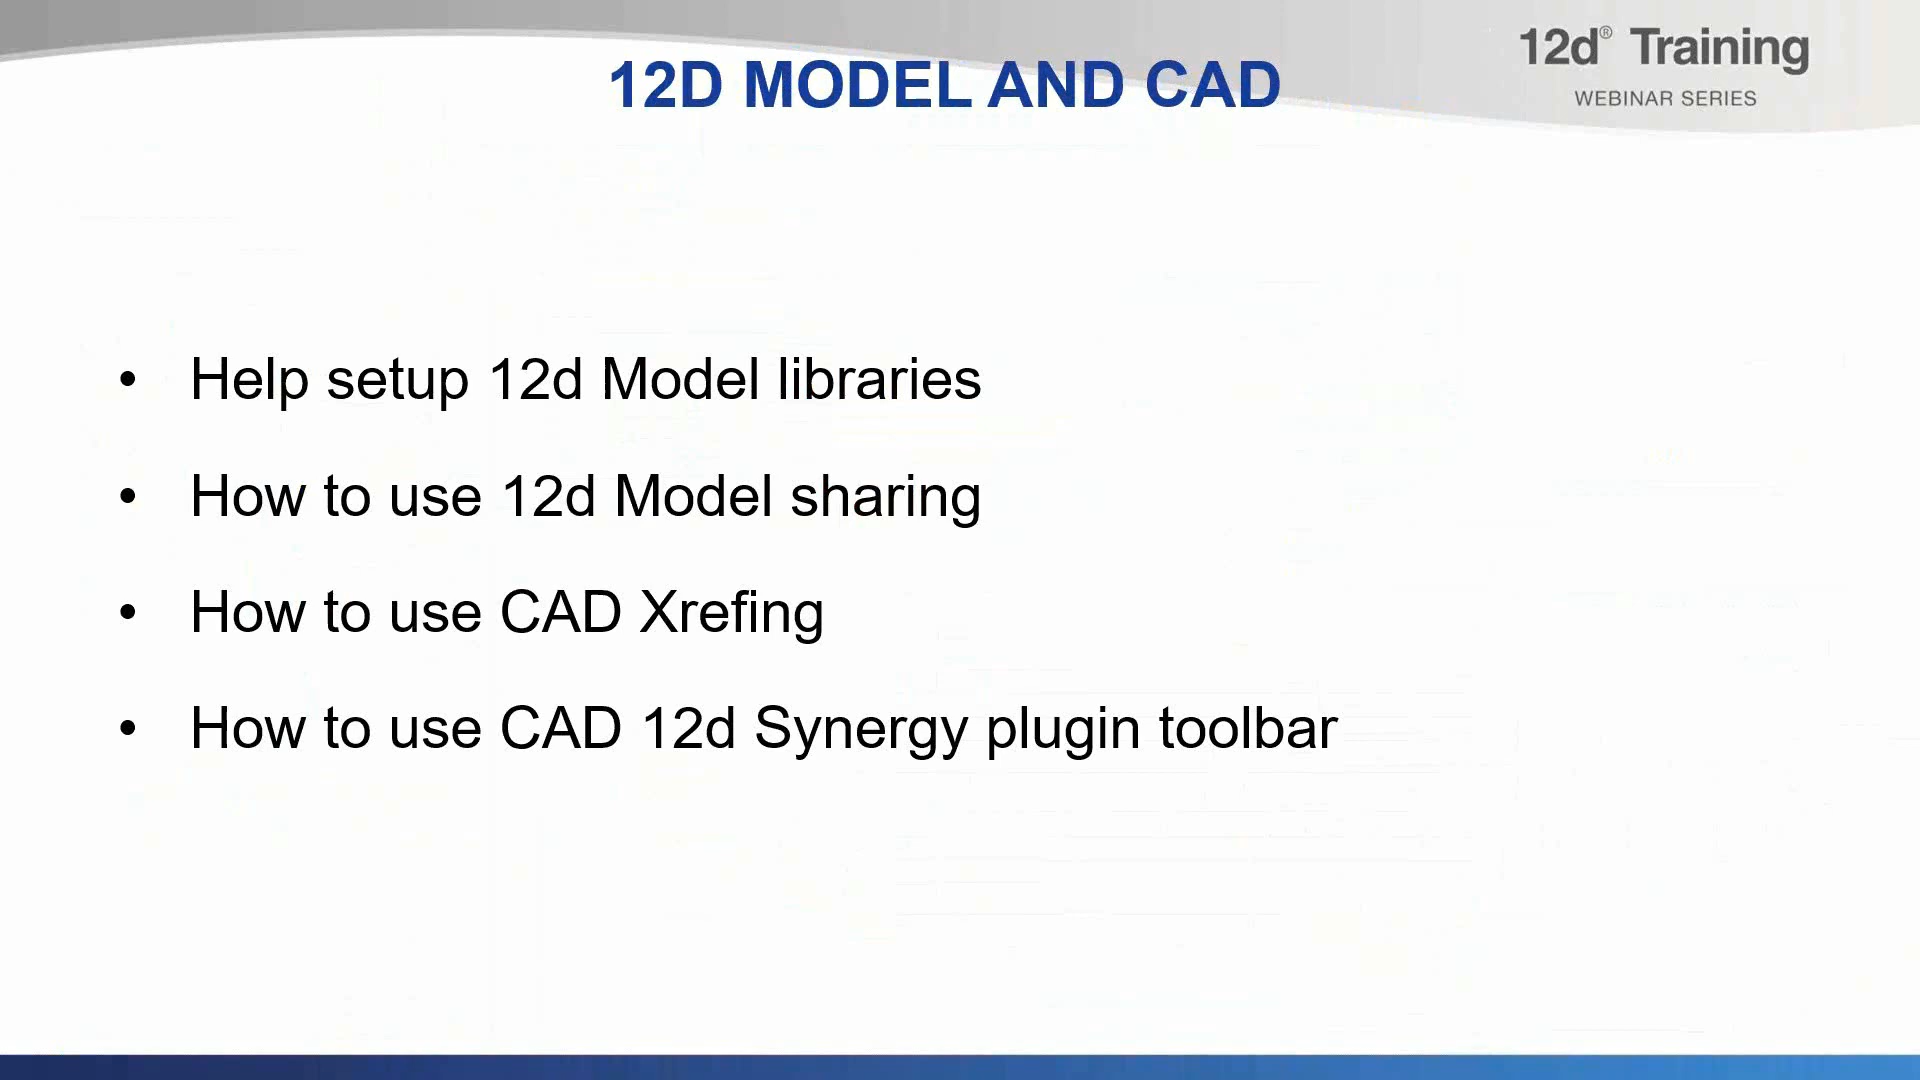 12d® Training
WEBINAR SERIES
12D MODEL AND CAD
• Help setup 12d Model libraries
• How to use 12d Model sharing
• How to use CAD Xrefing
• How to use CAD 12d Synergy plugin toolbar